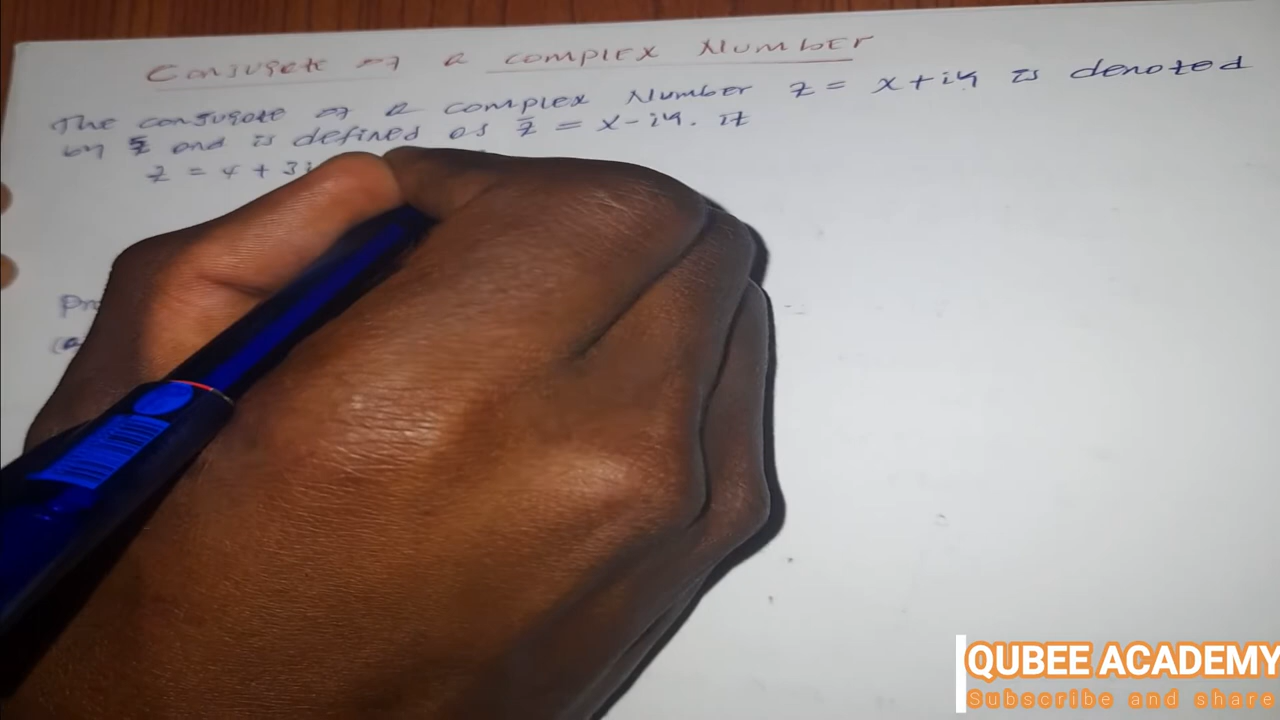 Conjugate of a complex Number
The conjugate of a complex Number z = x + iy is denoted
by z̄ and is defined as z̄ = x - iy. If
z = 4 + 3i
QUBEE ACADEMY
Subscribe and share